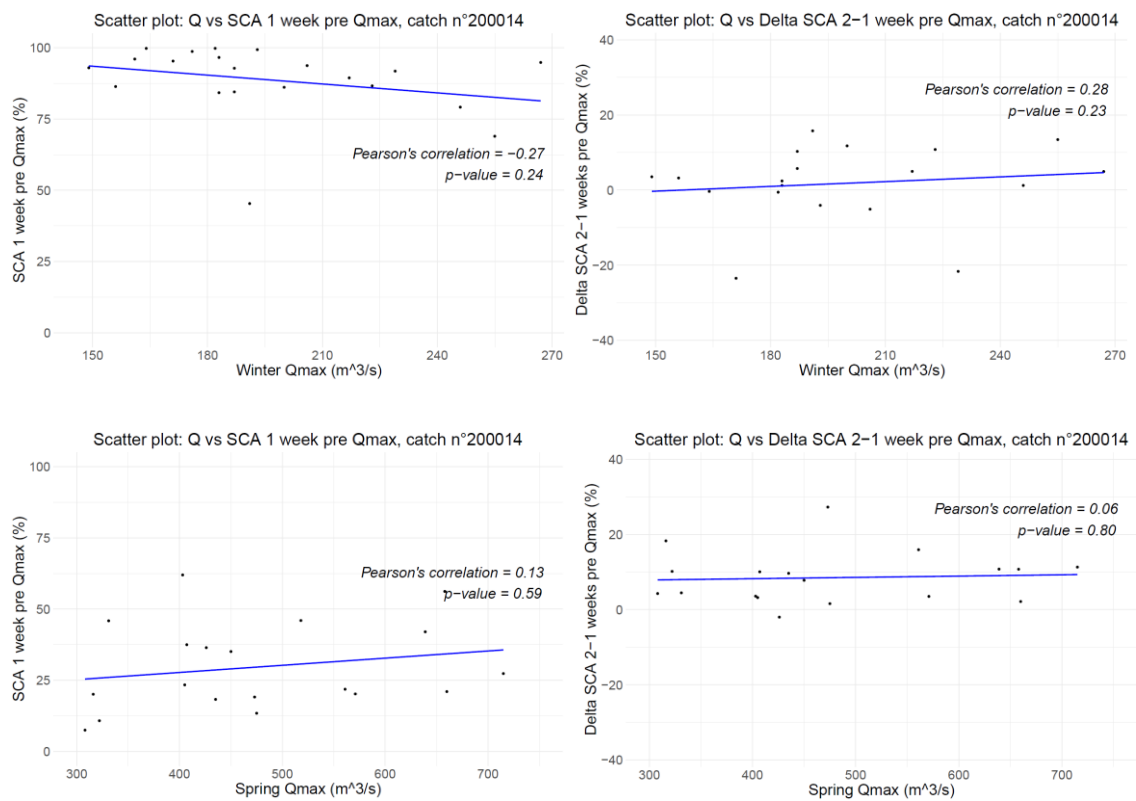 Scatter plot: Q vs SCA 1 week pre Qmax, catch n°200014
SCA 1 week pre Qmax (%)
100
75
50
25
0
Pearson's correlation = −0.27
p−value = 0.24
150 180 210 240 270
Winter Qmax (m^3/s)
Scatter plot: Q vs Delta SCA 2−1 week pre Qmax, catch n°200014
Delta SCA 2−1 weeks pre Qmax (%)
40
20
0
−20
−40
Pearson's correlation = 0.28
p−value = 0.23
150 180 210 240 270
Winter Qmax (m^3/s)
Scatter plot: Q vs SCA 1 week pre Qmax, catch n°200014
SCA 1 week pre Qmax (%)
100
75
50
25
0
Pearson's correlation = 0.13
p−value = 0.59
300 400 500 600 700
Spring Qmax (m^3/s)
Scatter plot: Q vs Delta SCA 2−1 week pre Qmax, catch n°200014
Delta SCA 2−1 weeks pre Qmax (%)
40
20
0
−20
−40
Pearson's correlation = 0.06
p−value = 0.80
300 400 500 600 700
Spring Qmax (m^3/s)